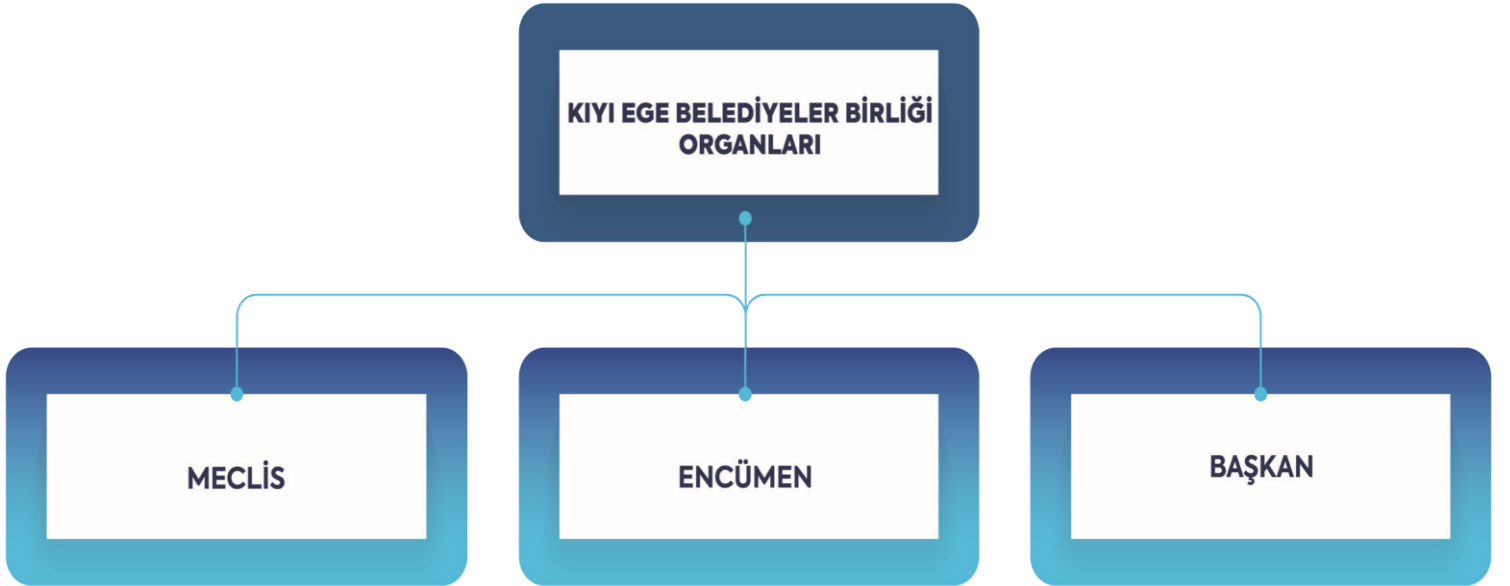 KIYI EGE BELEDİYELER BİRLİĞİ
ORGANLARI
MECLİS
ENCÜMEN
BAŞKAN